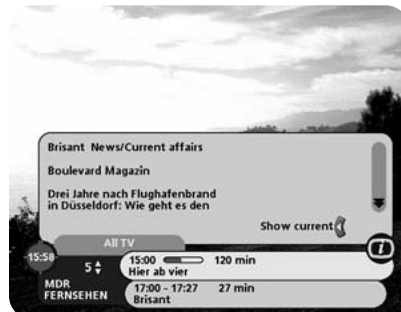 Brisant News/Current affairs
Boulevard Magazin
Drei Jahre nach Flughafenbrand
in Düsseldorf: Wie geht es den
Show current
All TV
i
15:58
5
15:00 120 min
Hier ab vier
MDR
FERNSEHEN
17:00 - 17:27 27 min
Brisant